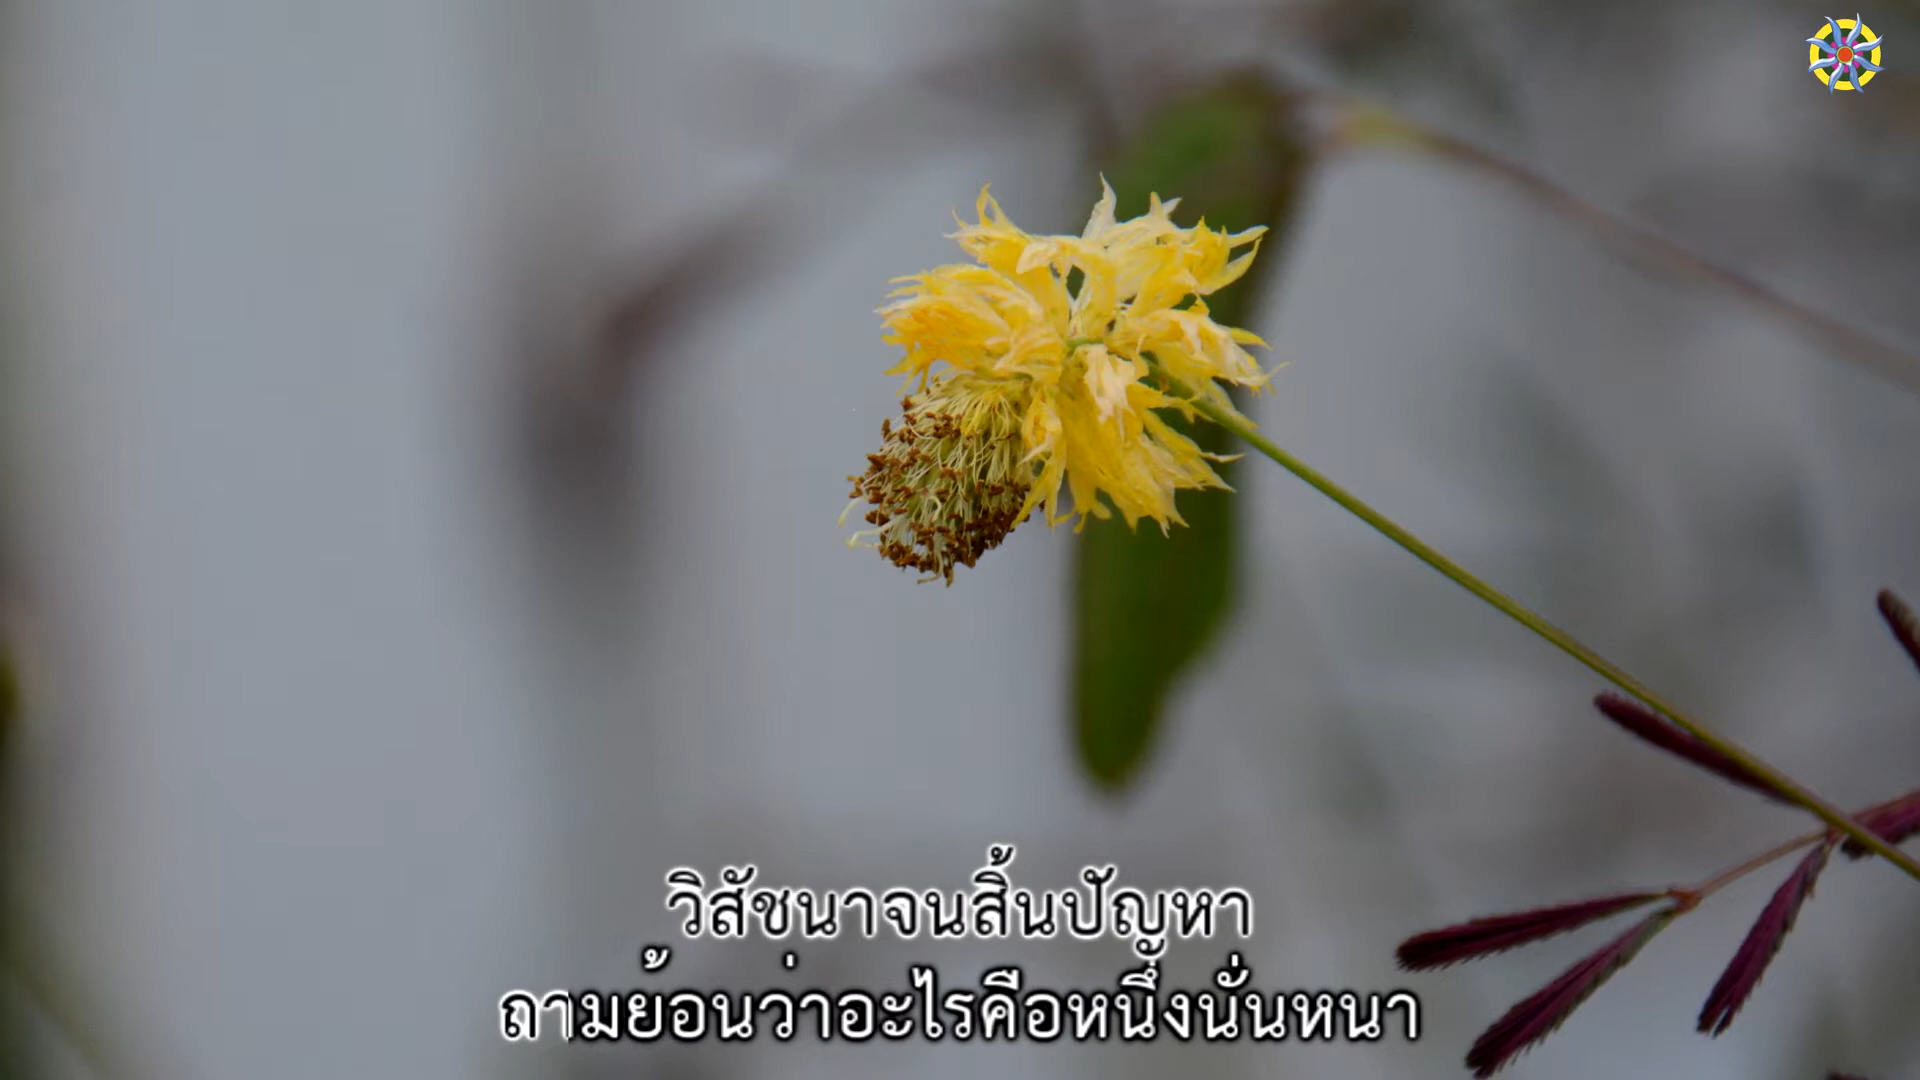 วิสัชนาจนสิ้นปัญหา
ถามย้อนว่าอะไรคือหนึ่งนั่นหนา